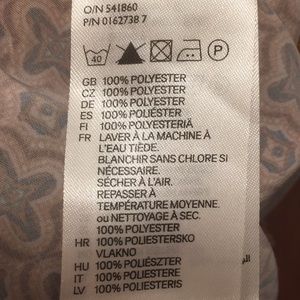 O/N 541860
P/N 0162738 7
40 P
GB 100% POLYESTER
CZ 100% POLYESTER
DE 100% POLYESTER
ES 100% POLIÉSTER
FI 100% POLYESTERIÄ
FR LAVER À LA MACHINE À
L'EAU TIÈDE.
BLANCHIR SANS CHLORE SI
NÉCESSAIRE.
SÉCHER À L'AIR.
REPASSER À
TEMPÉRATURE MOYENNE.
ou NETTOYAGE À SEC.
100% POLYESTER
HR 100% POLIESTERSKO
VLAKNO
HU 100% POLIÉSZTER
IT 100% POLIESTERE
LV 100% POLIESTERIS